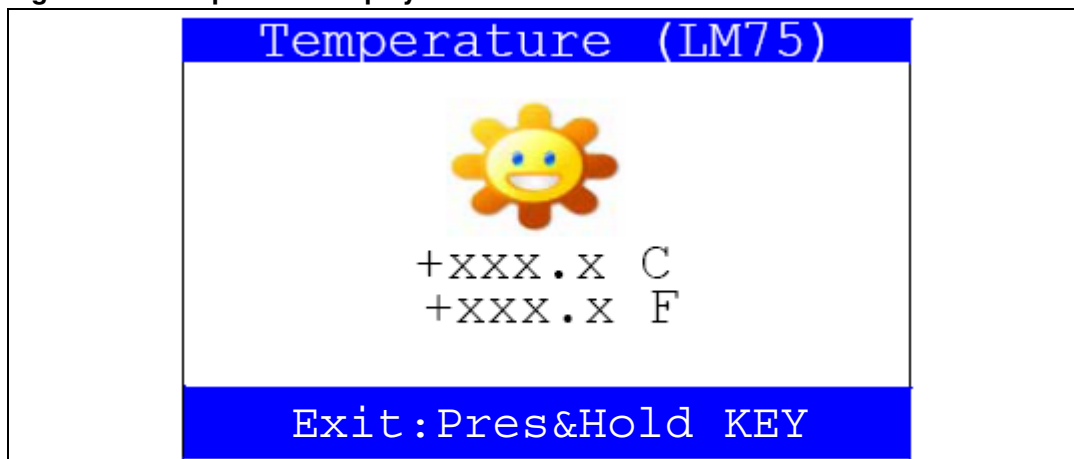 Temperature (LM75)
+xxx.x C
+xxx.x F
Exit:Pres&Hold KEY